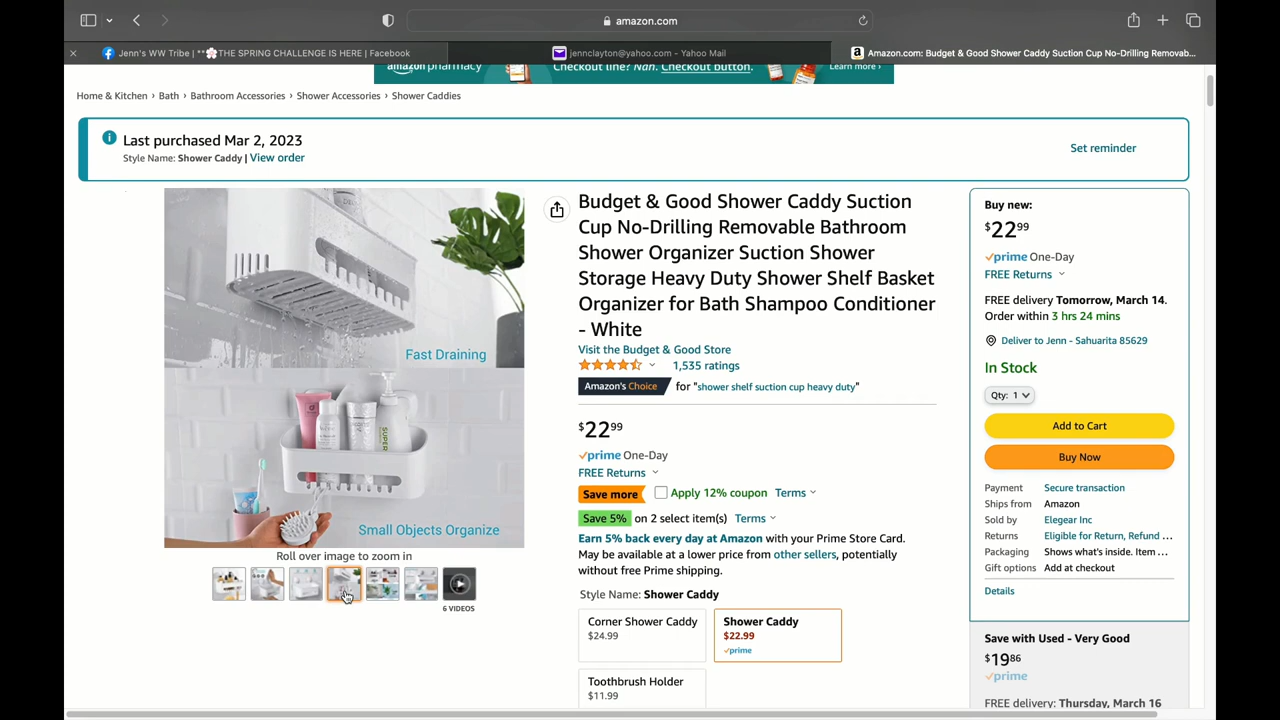 amazon.com
Jenn's WW Tribe | **🌸THE SPRING CHALLENGE IS HERE | Facebook
jennclayton@yahoo.com - Yahoo Mail
Amazon.com: Budget & Good Shower Caddy Suction Cup No-Drilling Removab...
amazon pharmacy
Checkout line? Nah. Checkout button.
Learn more ›
Home & Kitchen › Bath › Bathroom Accessories › Shower Accessories › Shower Caddies
Last purchased Mar 2, 2023
Style Name: Shower Caddy | View order
Set reminder
Fast Draining
SUPER
Small Objects Organize
Roll over image to zoom in
6 VIDEOS
Budget & Good Shower Caddy Suction
Cup No-Drilling Removable Bathroom
Shower Organizer Suction Shower
Storage Heavy Duty Shower Shelf Basket
Organizer for Bath Shampoo Conditioner
- White
Visit the Budget & Good Store
1,535 ratings
Amazon's Choice for "shower shelf suction cup heavy duty"
$2299
prime One-Day
FREE Returns
Save more Apply 12% coupon Terms
Save 5% on 2 select item(s) Terms
Earn 5% back every day at Amazon with your Prime Store Card.
May be available at a lower price from other sellers, potentially
without free Prime shipping.
Style Name: Shower Caddy
Corner Shower Caddy
$24.99
Shower Caddy
$22.99
prime
Toothbrush Holder
$11.99
Buy new:
$2299
prime One-Day
FREE Returns
FREE delivery Tomorrow, March 14.
Order within 3 hrs 24 mins
Deliver to Jenn - Sahuarita 85629
In Stock
Qty: 1
Add to Cart
Buy Now
Payment Secure transaction
Ships from Amazon
Sold by Elegear Inc
Returns Eligible for Return, Refund ...
Packaging Shows what's inside. Item ...
Gift options Add at checkout
Details
Save with Used - Very Good
$1986
prime
FREE delivery: Thursday, March 16